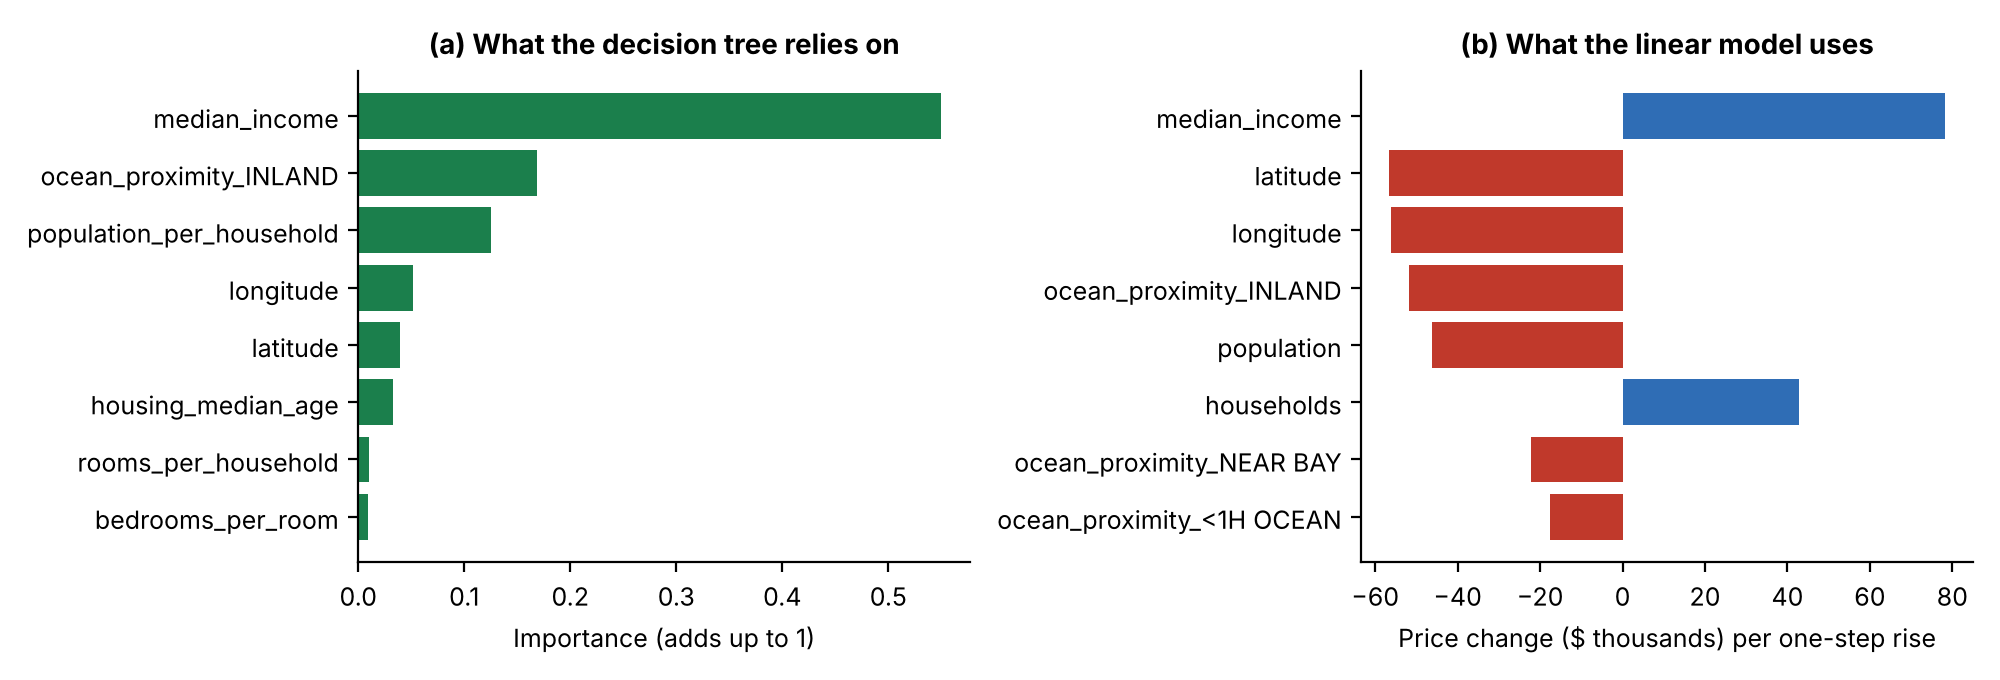 (a) What the decision tree relies on
median_income
ocean_proximity_INLAND
population_per_household
longitude
latitude
housing_median_age
rooms_per_household
bedrooms_per_room
0.0 0.1 0.2 0.3 0.4 0.5
Importance (adds up to 1)
(b) What the linear model uses
median_income
latitude
longitude
ocean_proximity_INLAND
population
households
ocean_proximity_NEAR BAY
ocean_proximity_<1H OCEAN
−60 −40 −20 0 20 40 60 80
Price change ($ thousands) per one-step rise